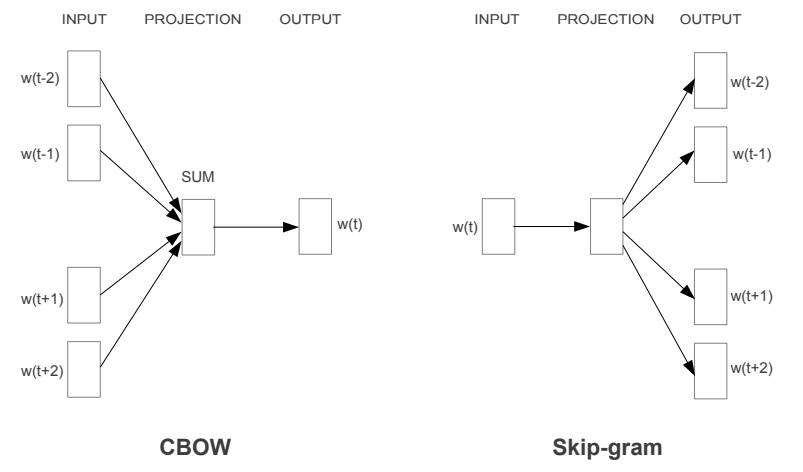 INPUT PROJECTION OUTPUT
w(t-2)
w(t-1)
SUM
w(t)
w(t+1)
w(t+2)
CBOW
INPUT PROJECTION OUTPUT
w(t-2)
w(t-1)
w(t)
w(t+1)
w(t+2)
Skip-gram